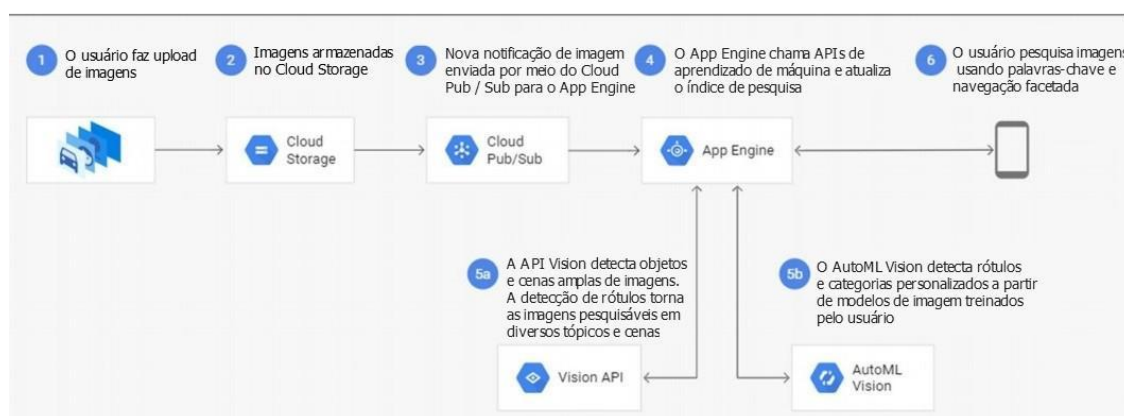 1
O usuário faz upload
de imagens
2
Imagens armazenadas
no Cloud Storage
3
Nova notificação de imagem
enviada por meio do Cloud
Pub / Sub para o App Engine
4
O App Engine chama APIs de
aprendizado de máquina e atualiza
o índice de pesquisa
6
O usuário pesquisa imagens
usando palavras-chave e
navegação facetada
Cloud
Storage
Cloud
Pub/Sub
App Engine
5a
A API Vision detecta objetos
e cenas amplas de imagens.
A detecção de rótulos torna
as imagens pesquisáveis em
diversos tópicos e cenas
5b
O AutoML Vision detecta rótulos
e categorias personalizados a partir
de modelos de imagem treinados
pelo usuário
Vision API
AutoML
Vision